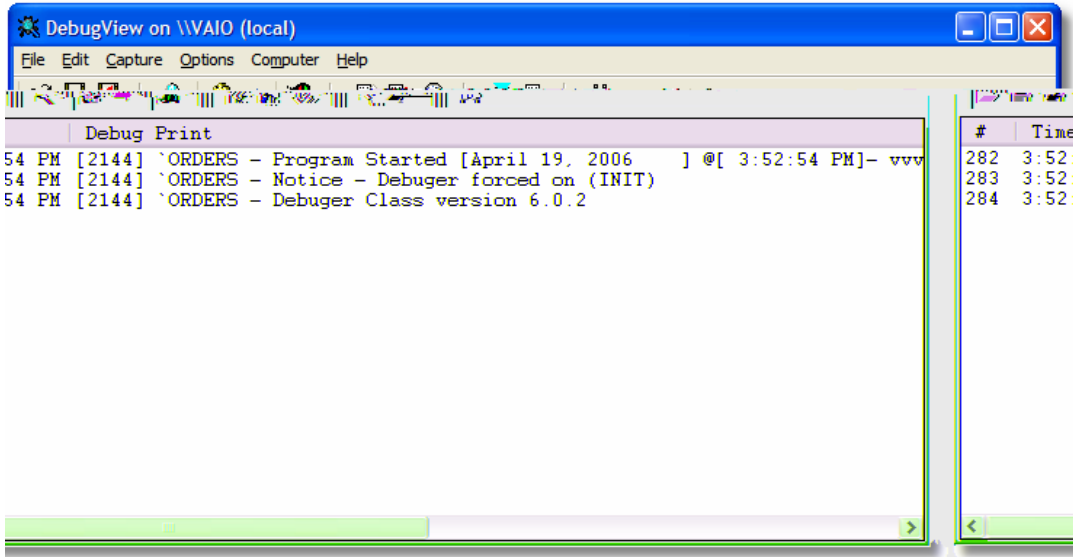 DebugView on \\VAIO (local)
File Edit Capture Options Computer Help
Debug Print
54 PM [2144] `ORDERS - Program Started [April 19, 2006 ] @[ 3:52:54 PM]- vvv
54 PM [2144] `ORDERS - Notice - Debuger forced on (INIT)
54 PM [2144] `ORDERS - Debuger Class version 6.0.2
# Time
282 3:52
283 3:52
284 3:52